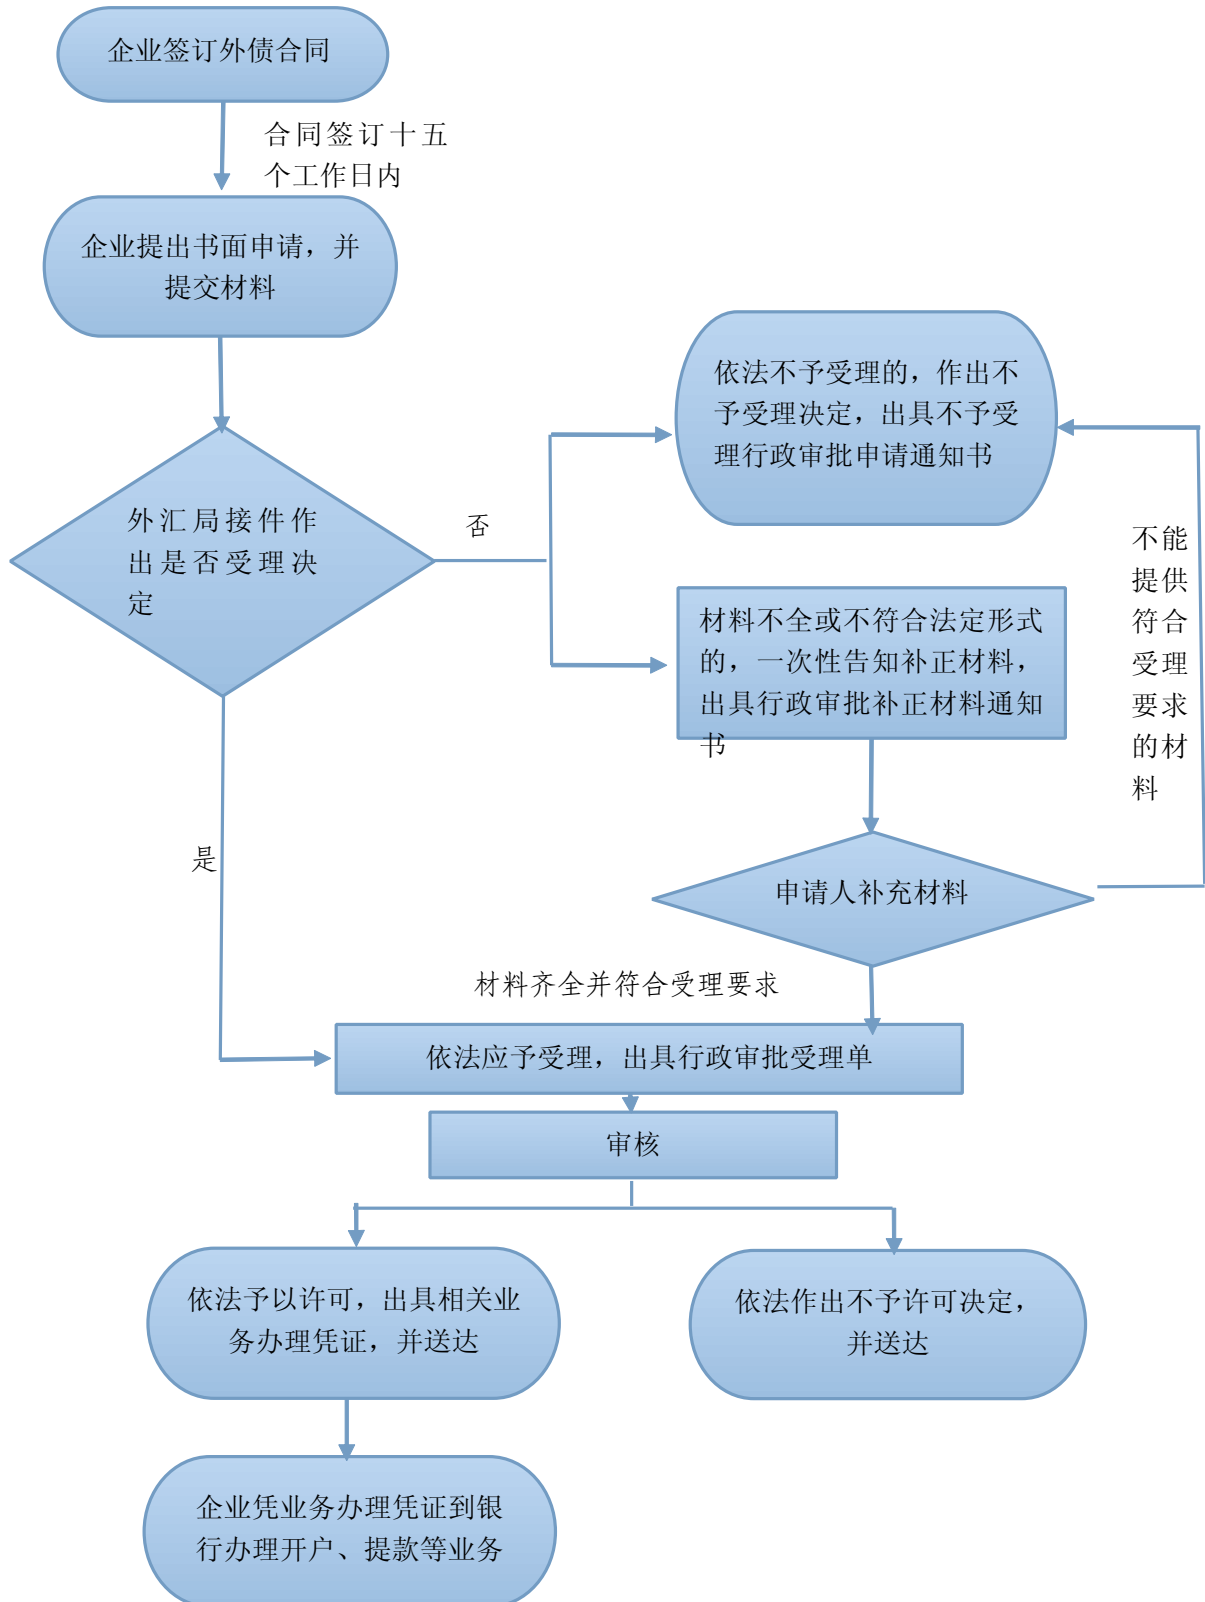 企业签订外债合同
合同签订十五
个工作日内
企业提出书面申请，并
提交材料
依法不予受理的，作出不
予受理决定，出具不予受
理行政审批申请通知书
外汇局接件作
出是否受理决
定
否
不能
提供
符合
受理
要求
的材
料
材料不全或不符合法定形式
的，一次性告知补正材料，
出具行政审批补正材料通知
书
是
申请人补充材料
材料齐全并符合受理要求
依法应予受理，出具行政审批受理单
审核
依法予以许可，出具相关业
务办理凭证，并送达
依法作出不予许可决定，
并送达
企业凭业务办理凭证到银
行办理开户、提款等业务